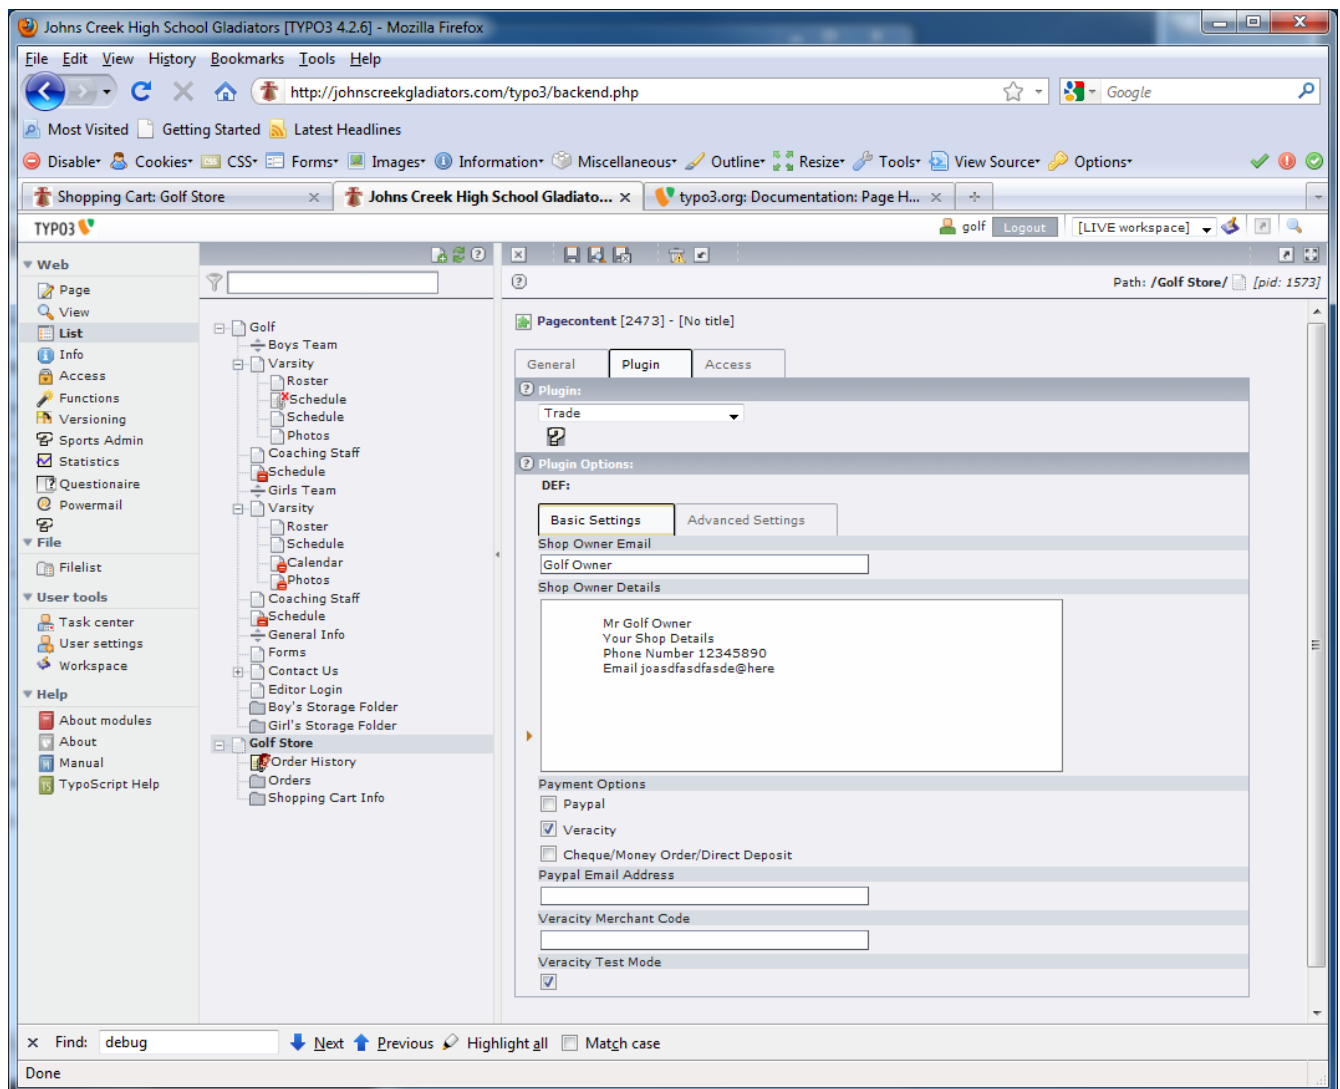 Johns Creek High School Gladiators [TYPO3 4.2.6] - Mozilla Firefox
File Edit View History Bookmarks Tools Help
http://johnscreekgladiators.com/typo3/backend.php
Google
Most Visited Getting Started Latest Headlines
Disable Cookies CSS Forms Images Information Miscellaneous Outline Resize Tools View Source Options
Shopping Cart: Golf Store
Johns Creek High School Gladiato...
typo3.org: Documentation: Page H...
TYPO3
golf Logout [LIVE workspace]
Web
Page
View
List
Info
Access
Functions
Versioning
Sports Admin
Statistics
Questionaire
Powermail
File
Filelist
User tools
Task center
User settings
Workspace
Help
About modules
About
Manual
TypoScript Help
Golf
Boys Team
Varsity
Roster
Schedule
Schedule
Photos
Coaching Staff
Schedule
Girls Team
Varsity
Roster
Schedule
Calendar
Photos
Coaching Staff
Schedule
General Info
Forms
Contact Us
Editor Login
Boy's Storage Folder
Girl's Storage Folder
Golf Store
Order History
Orders
Shopping Cart Info
Path: /Golf Store/ [pid: 1573]
Pagecontent [2473] - [No title]
General Plugin Access
Plugin:
Trade
Plugin Options:
DEF:
Basic Settings Advanced Settings
Shop Owner Email
Golf Owner
Shop Owner Details
Mr Golf Owner
Your Shop Details
Phone Number 12345890
Email joasdfasdfasde@here
Payment Options
Paypal
Veracity
Cheque/Money Order/Direct Deposit
Paypal Email Address
Veracity Merchant Code
Veracity Test Mode
Find: debug Next Previous Highlight all Match case
Done